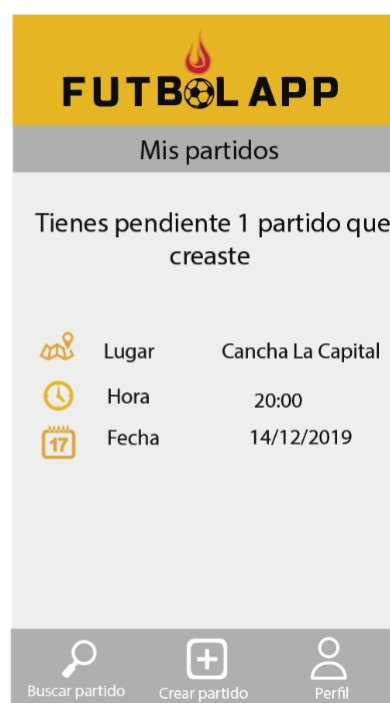 FUTBOL APP
Mis partidos
Tienes pendiente 1 partido que
creaste
Lugar Cancha La Capital
Hora 20:00
17 Fecha 14/12/2019
Buscar partido Crear partido Perfil